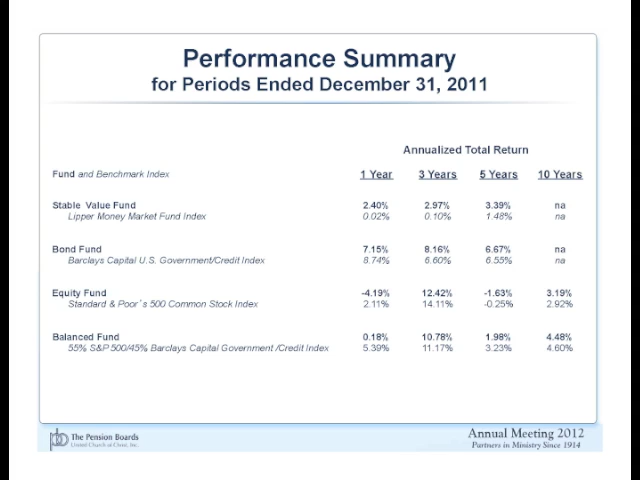 Performance Summary
for Periods Ended December 31, 2011
Annualized Total Return
Fund and Benchmark Index 1 Year 3 Years 5 Years 10 Years
Stable Value Fund 2.40% 2.97% 3.39% na
Lipper Money Market Fund Index 0.02% 0.10% 1.48% na
Bond Fund 7.15% 8.16% 6.67% na
Barclays Capital U.S. Government/Credit Index 8.74% 6.60% 6.55% na
Equity Fund -4.19% 12.42% -1.63% 3.19%
Standard & Poor´s 500 Common Stock Index 2.11% 14.11% -0.25% 2.92%
Balanced Fund 0.18% 10.78% 1.98% 4.48%
55% S&P 500/45% Barclays Capital Government /Credit Index 5.39% 11.17% 3.23% 4.60%
The Pension Boards
United Church of Christ, Inc.
Annual Meeting 2012
Partners in Ministry Since 1914